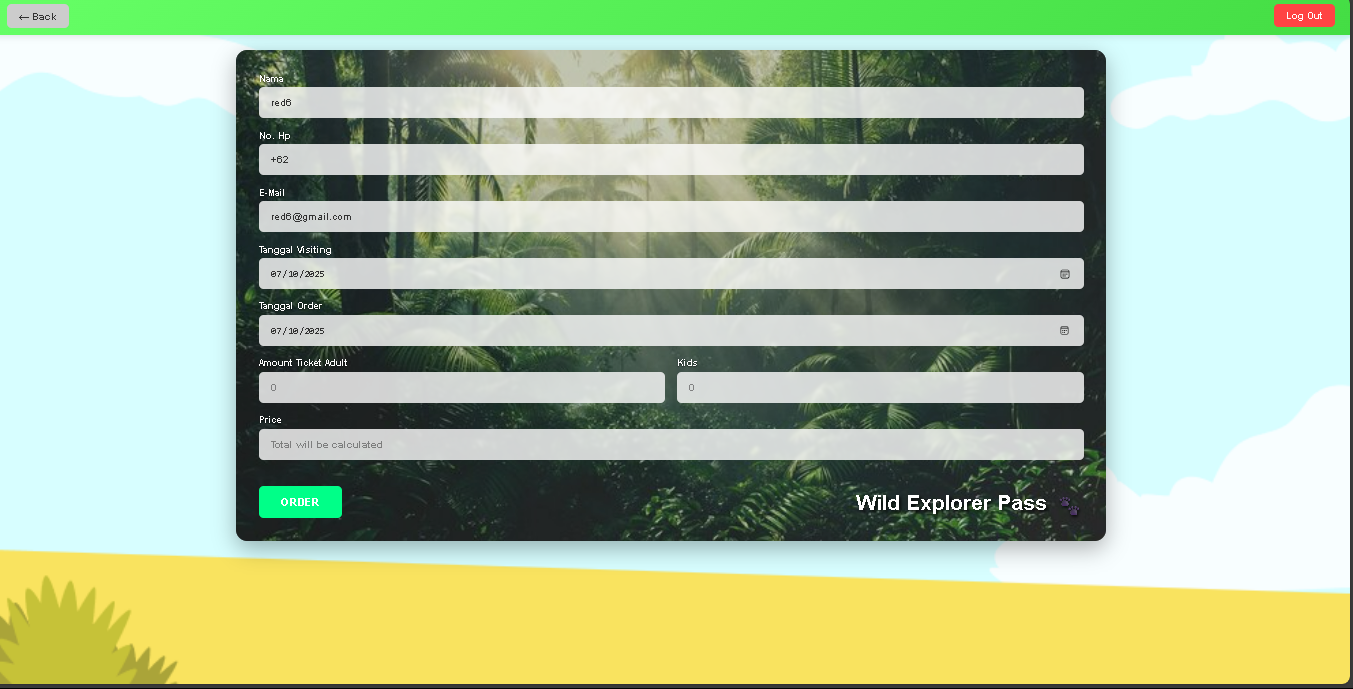 ← Back
Log Out
Nama
red6
No. Hp
+62
E-Mail
red6@gmail.com
Tanggal Visiting
07/10/2025
Tanggal Order
07/10/2025
Amount Ticket Adult
Kids
0
0
Price
Total will be calculated
ORDER
Wild Explorer Pass 🐾